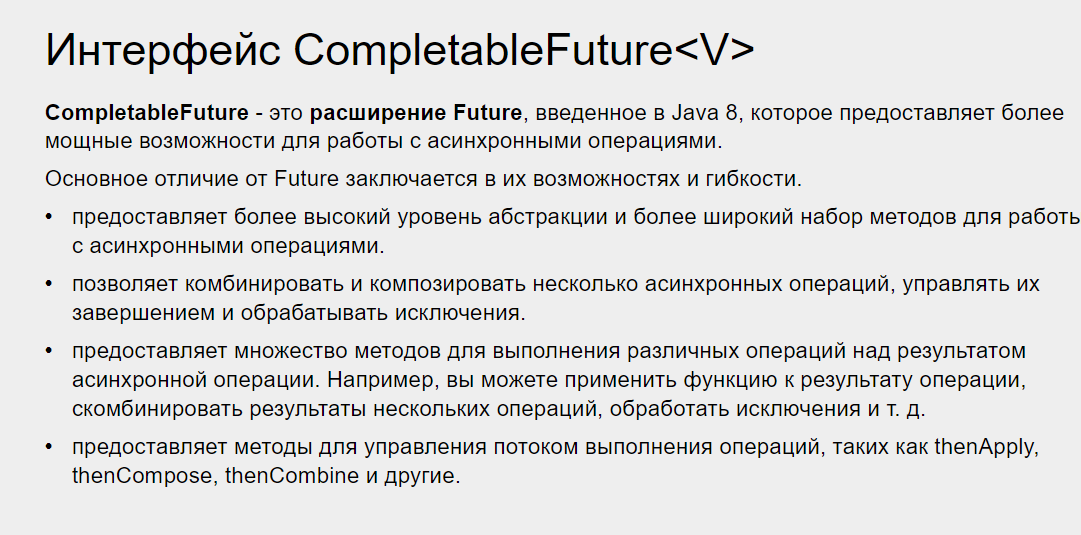 Интерфейс CompletableFuture<V>
CompletableFuture - это расширение Future, введенное в Java 8, которое предоставляет более
мощные возможности для работы с асинхронными операциями.
Основное отличие от Future заключается в их возможностях и гибкости.
• предоставляет более высокий уровень абстракции и более широкий набор методов для работь
с асинхронными операциями.
• позволяет комбинировать и композировать несколько асинхронных операций, управлять их
завершением и обрабатывать исключения.
• предоставляет множество методов для выполнения различных операций над результатом
асинхронной операции. Например, вы можете применить функцию к результату операции,
скомбинировать результаты нескольких операций, обработать исключения и т. д.
• предоставляет методы для управления потоком выполнения операций, таких как thenApply,
thenCompose, thenCombine и другие.